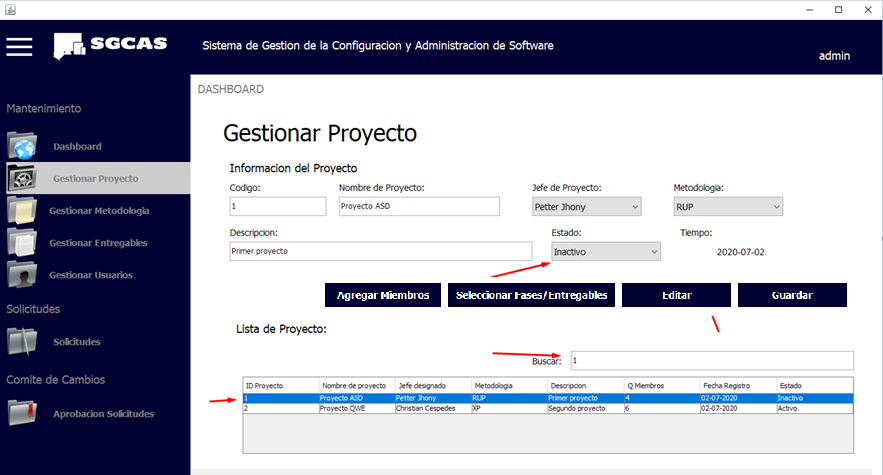 SGCAS
Sistema de Gestion de la Configuracion y Administracion de Software
admin
Mantenimiento
Dashboard
Gestionar Proyecto
Gestionar Metodologia
Gestionar Entregables
Gestionar Usuarios
Solicitudes
Solicitudes
Comite de Cambios
Aprobacion Solicitudes
DASHBOARD
Gestionar Proyecto
Informacion del Proyecto
Codigo: Nombre de Proyecto: Jefe de Proyecto: Metodologia:
1 Proyecto ASD Petter Jhony RUP
Descripcion: Estado: Tiempo:
Primer proyecto Inactivo 2020-07-02
Agregar Miembros Seleccionar Fases/Entregables Editar Guardar
Lista de Proyecto:
Buscar: 1
ID Proyecto Nombre de proyecto Jefe designado Metodologia Descripcion Q Miembros Fecha Registro Estado
1 Proyecto ASD Petter Jhony RUP Primer proyecto 4 02-07-2020 Inactivo
2 Proyecto QWE Christian Cespedes XP Segundo proyecto 6 02-07-2020 Activo